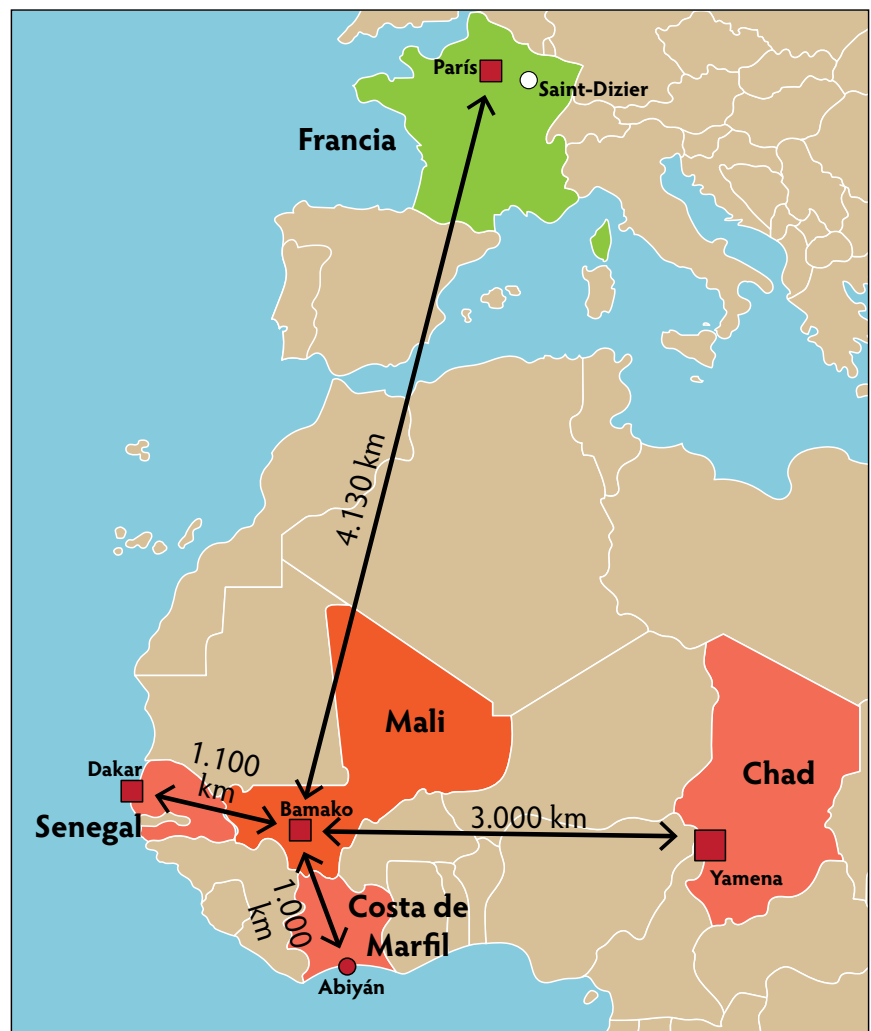 París
Saint-Dizier
Francia
4.130 km
Mali
1.100
km
Dakar
Chad
Bamako
3.000 km
Senegal
Yamena
1.000
km
Costa de
Marfil
Abiyán